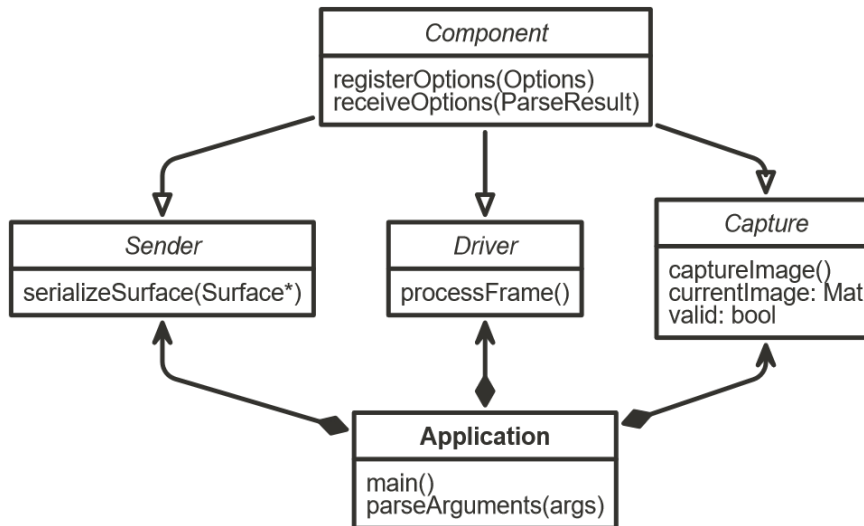 Component
registerOptions(Options)
receiveOptions(ParseResult)
Sender
serializeSurface(Surface*)
Driver
processFrame()
Capture
captureImage()
currentImage: Mat
valid: bool
Application
main()
parseArguments(args)